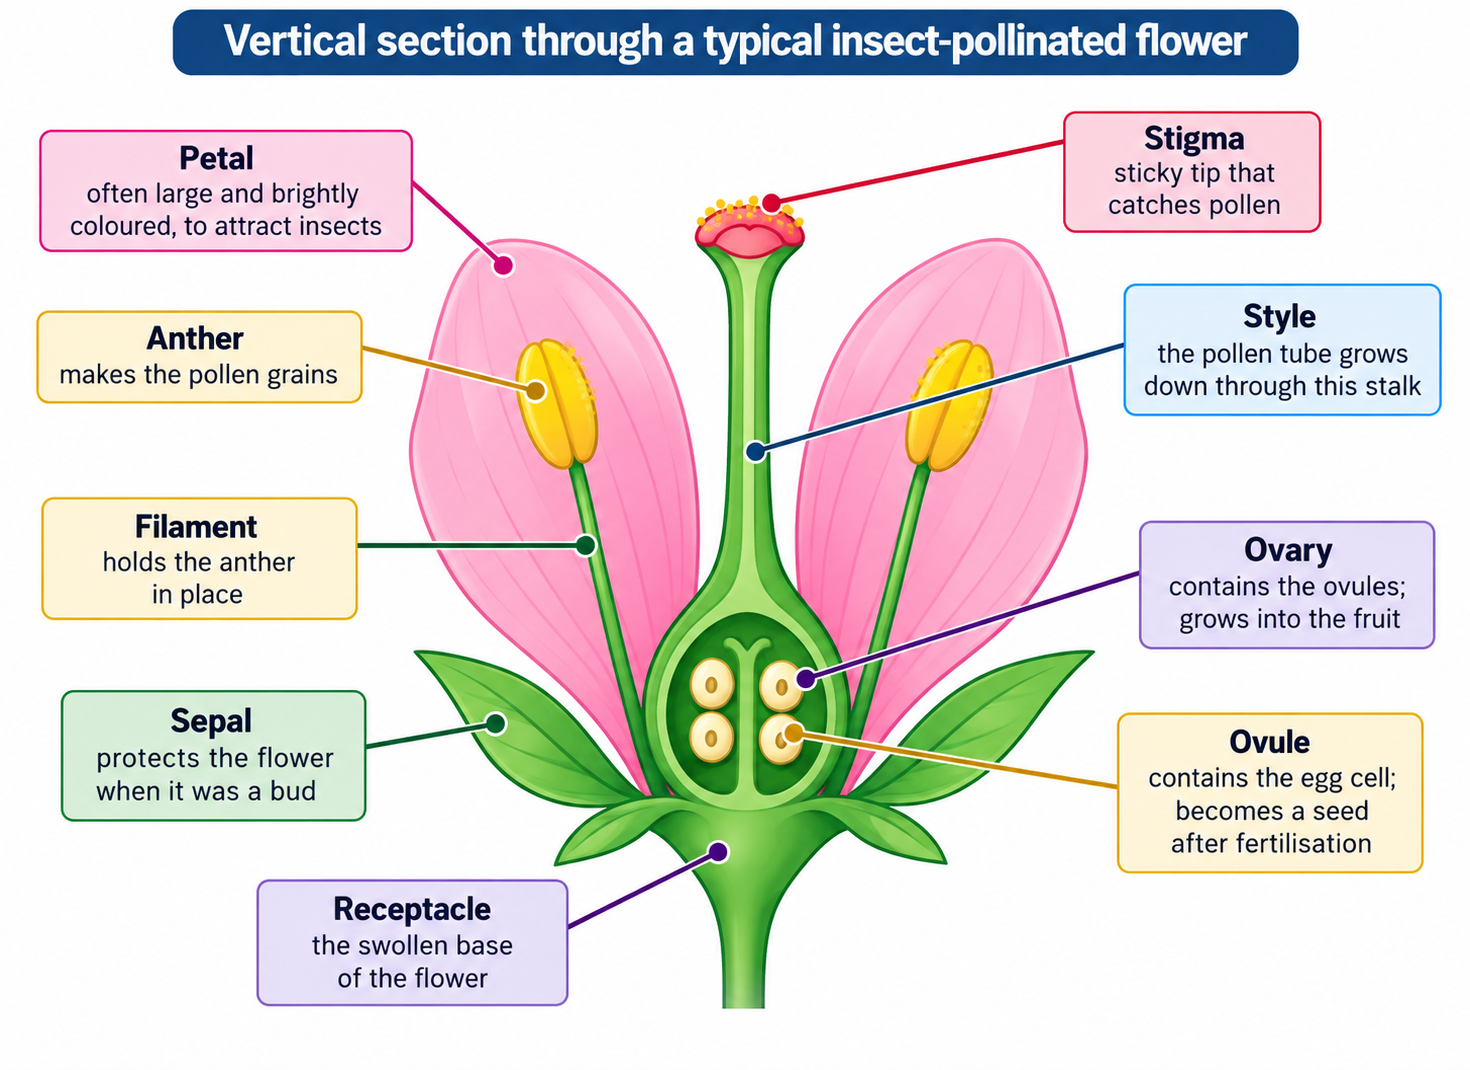 Vertical section through a typical insect-pollinated flower
Petal
often large and brightly
coloured, to attract insects
Anther
makes the pollen grains
Filament
holds the anther
in place
Sepal
protects the flower
when it was a bud
Receptacle
the swollen base
of the flower
Stigma
sticky tip that
catches pollen
Style
the pollen tube grows
down through this stalk
Ovary
contains the ovules;
grows into the fruit
Ovule
contains the egg cell;
becomes a seed
after fertilisation